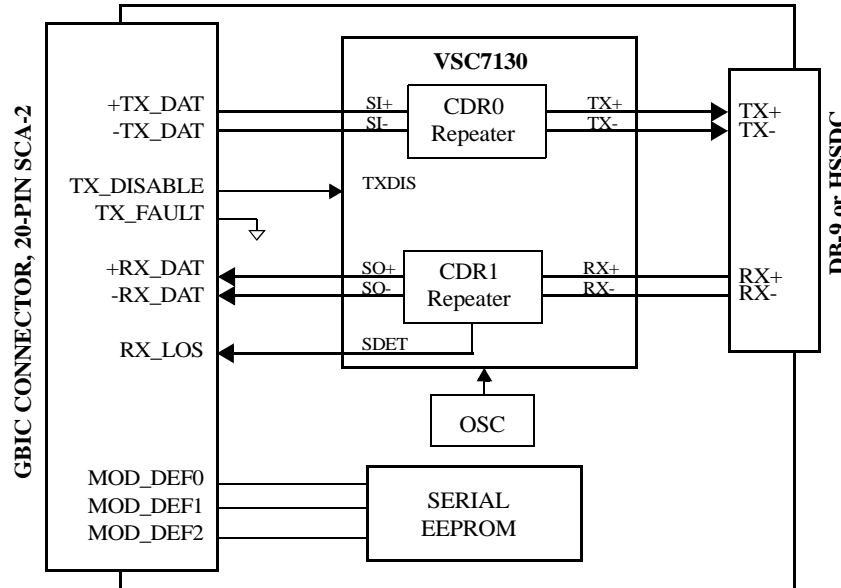 GBIC CONNECTOR, 20-PIN SCA-2
VSC7130
+TX_DAT
-TX_DAT
SI+
SI-
CDR0
Repeater
TX+
TX-
TX+
TX-
TX_DISABLE
TXDIS
TX_FAULT
+RX_DAT
-RX_DAT
SO+
SO-
CDR1
Repeater
RX+
RX-
RX+
RX-
RX_LOS
SDET
OSC
MOD_DEF0
MOD_DEF1
MOD_DEF2
SERIAL
EEPROM
DB-9 or HSSDC